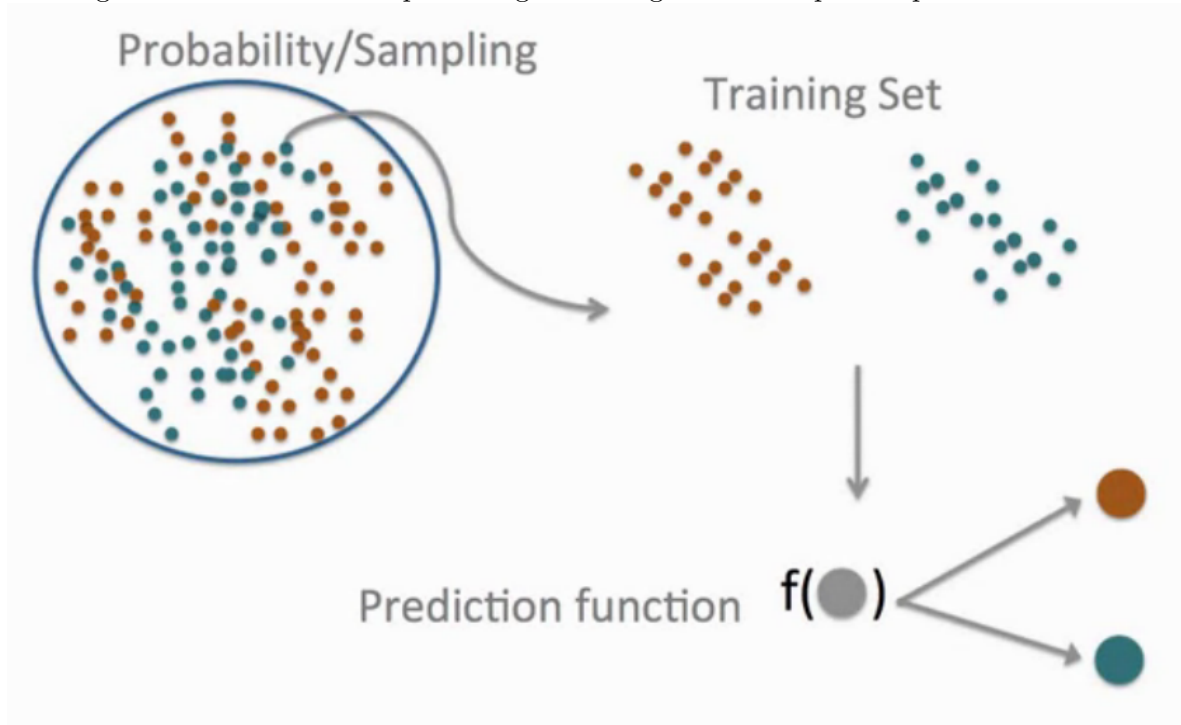 Probability/Sampling
Training Set
Prediction function
f( )